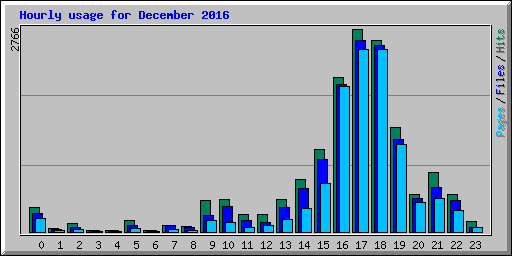 Hourly usage for December 2016
2766
Pages / Files / Hits
0 1 2 3 4 5 6 7 8 9 10 11 12 13 14 15 16 17 18 19 20 21 22 23